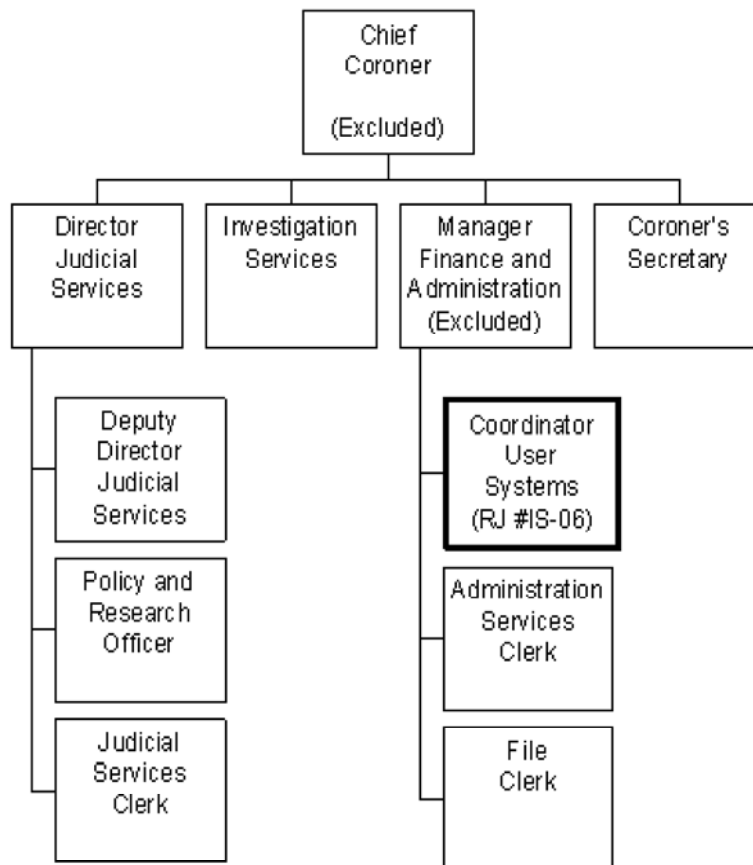 Chief
Coroner
(Excluded)
Director
Judicial
Services
Investigation
Services
Manager
Finance and
Administration
(Excluded)
Coroner's
Secretary
Deputy
Director
Judicial
Services
Policy and
Research
Officer
Judicial
Services
Clerk
Coordinator
User
Systems
(RJ #IS-06)
Administration
Services
Clerk
File
Clerk